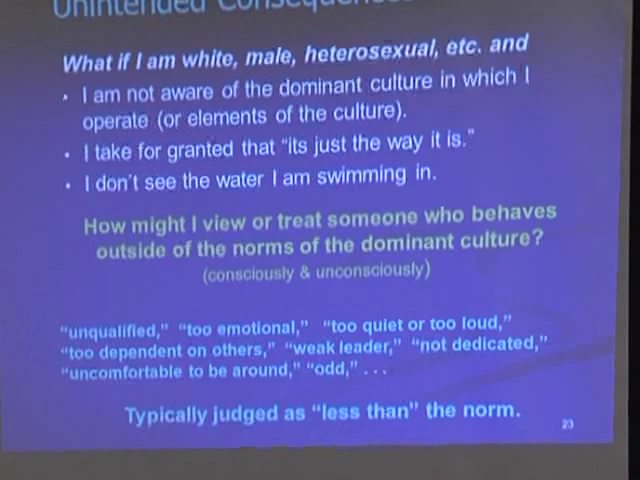 Unintended Consequences
What if I am white, male, heterosexual, etc. and
• I am not aware of the dominant culture in which I
operate (or elements of the culture).
• I take for granted that “its just the way it is.”
• I don’t see the water I am swimming in.
How might I view or treat someone who behaves
outside of the norms of the dominant culture?
(consciously & unconsciously)
“unqualified,” “too emotional,” “too quiet or too loud,”
“too dependent on others,” “weak leader,” “not dedicated,”
“uncomfortable to be around,” “odd,” . . .
Typically judged as “less than” the norm.
23